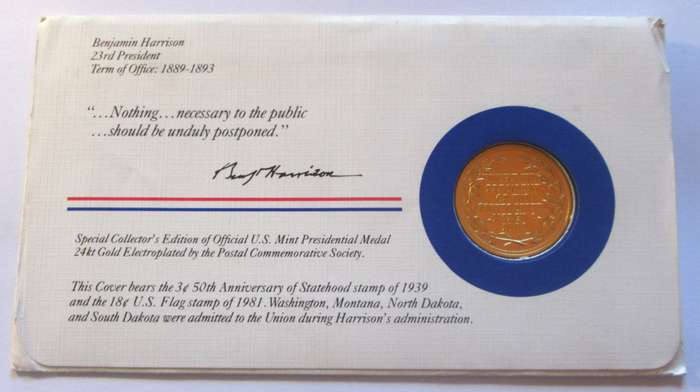 Benjamin Harrison
23rd President
Term of Office: 1889-1893
“...Nothing...necessary to the public
...should be unduly postponed.”
Benj Harrison
Special Collector's Edition of Official U.S. Mint Presidential Medal
24kt Gold Electroplated by the Postal Commemorative Society.
This Cover bears the 3¢ 50th Anniversary of Statehood stamp of 1939
and the 18¢ U.S. Flag stamp of 1981. Washington, Montana, North Dakota,
and South Dakota were admitted to the Union during Harrison's administration.